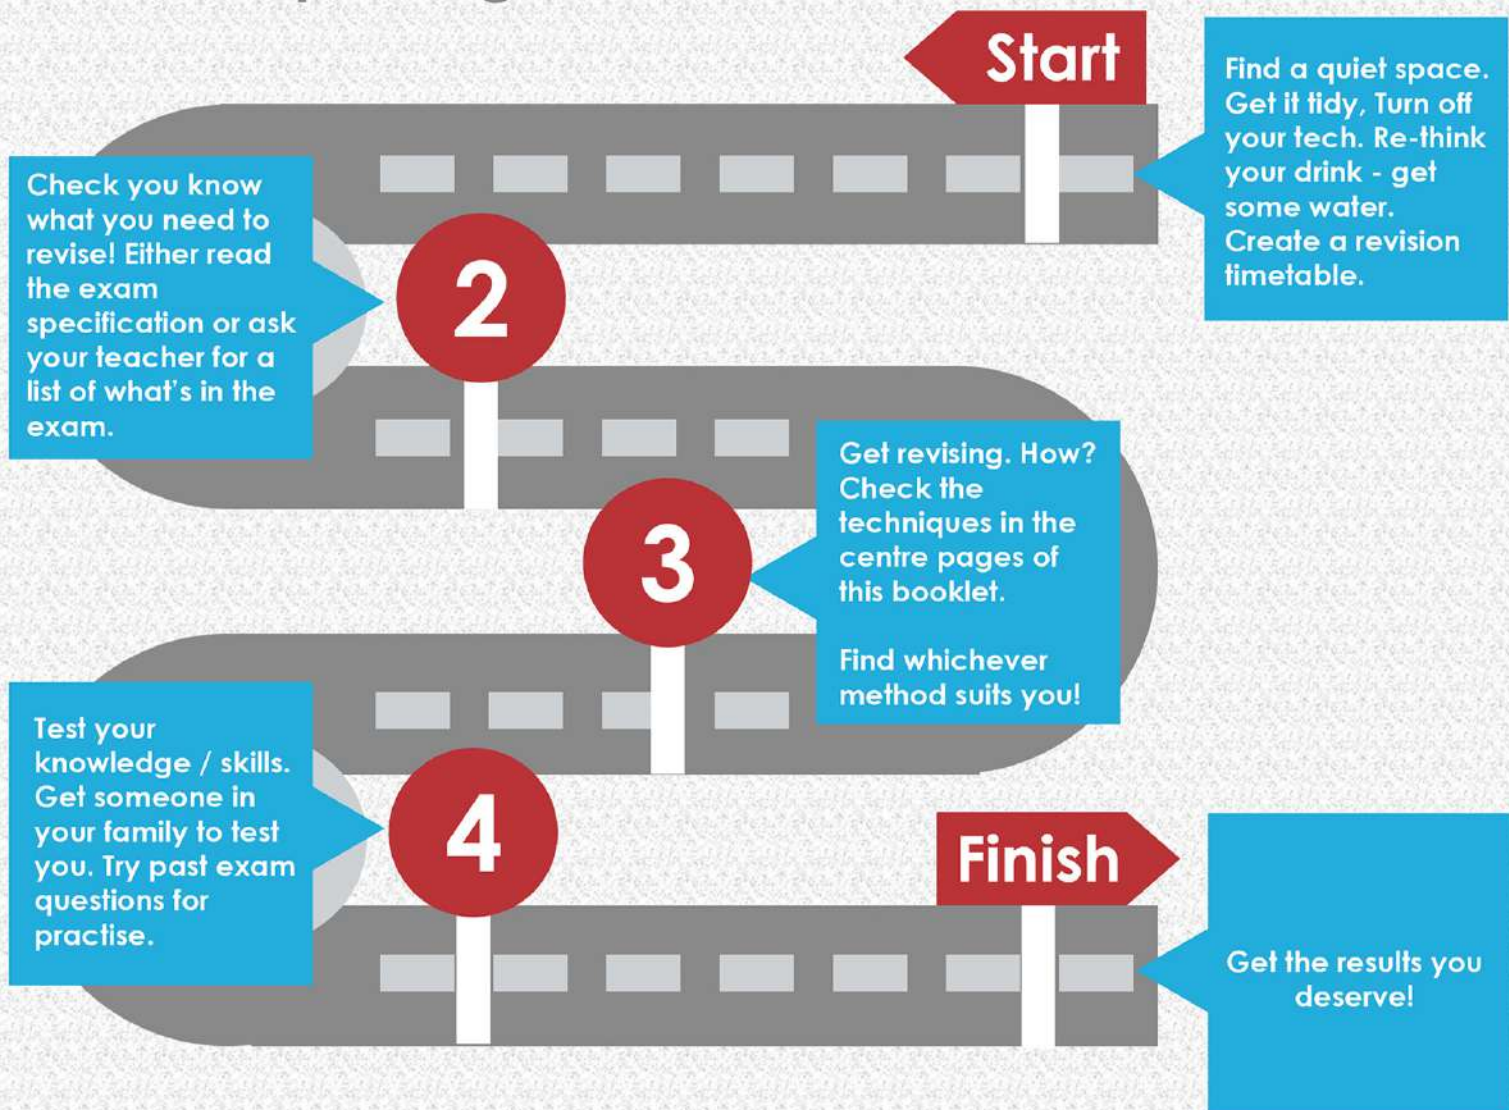 Start
Find a quiet space.
Get it tidy, Turn off
your tech. Re-think
your drink - get
some water.
Create a revision
timetable.
Check you know
what you need to
revise! Either read
the exam
specification or ask
your teacher for a
list of what's in the
exam.
2
Get revising. How?
Check the
techniques in the
centre pages of
this booklet.
Find whichever
method suits you!
3
Test your
knowledge / skills.
Get someone in
your family to test
you. Try past exam
questions for
practise.
4
Finish
Get the results you
deserve!